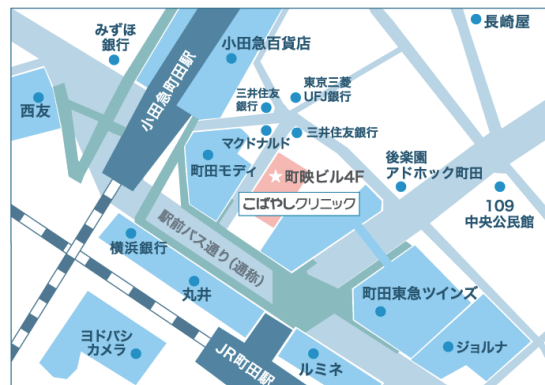 みずほ
銀行
小田急百貨店
長崎屋
小田急町田駅
三井住友
銀行
東京三菱
UFJ銀行
西友
マクドナルド
三井住友銀行
町田モディ
町映ビル4F
こばやしクリニック
後楽園
アドホック町田
109
中央公民館
駅前バス通り(通称)
横浜銀行
丸井
町田東急ツインズ
ヨドバシ
カメラ
JR町田駅
ルミネ
ジョルナ